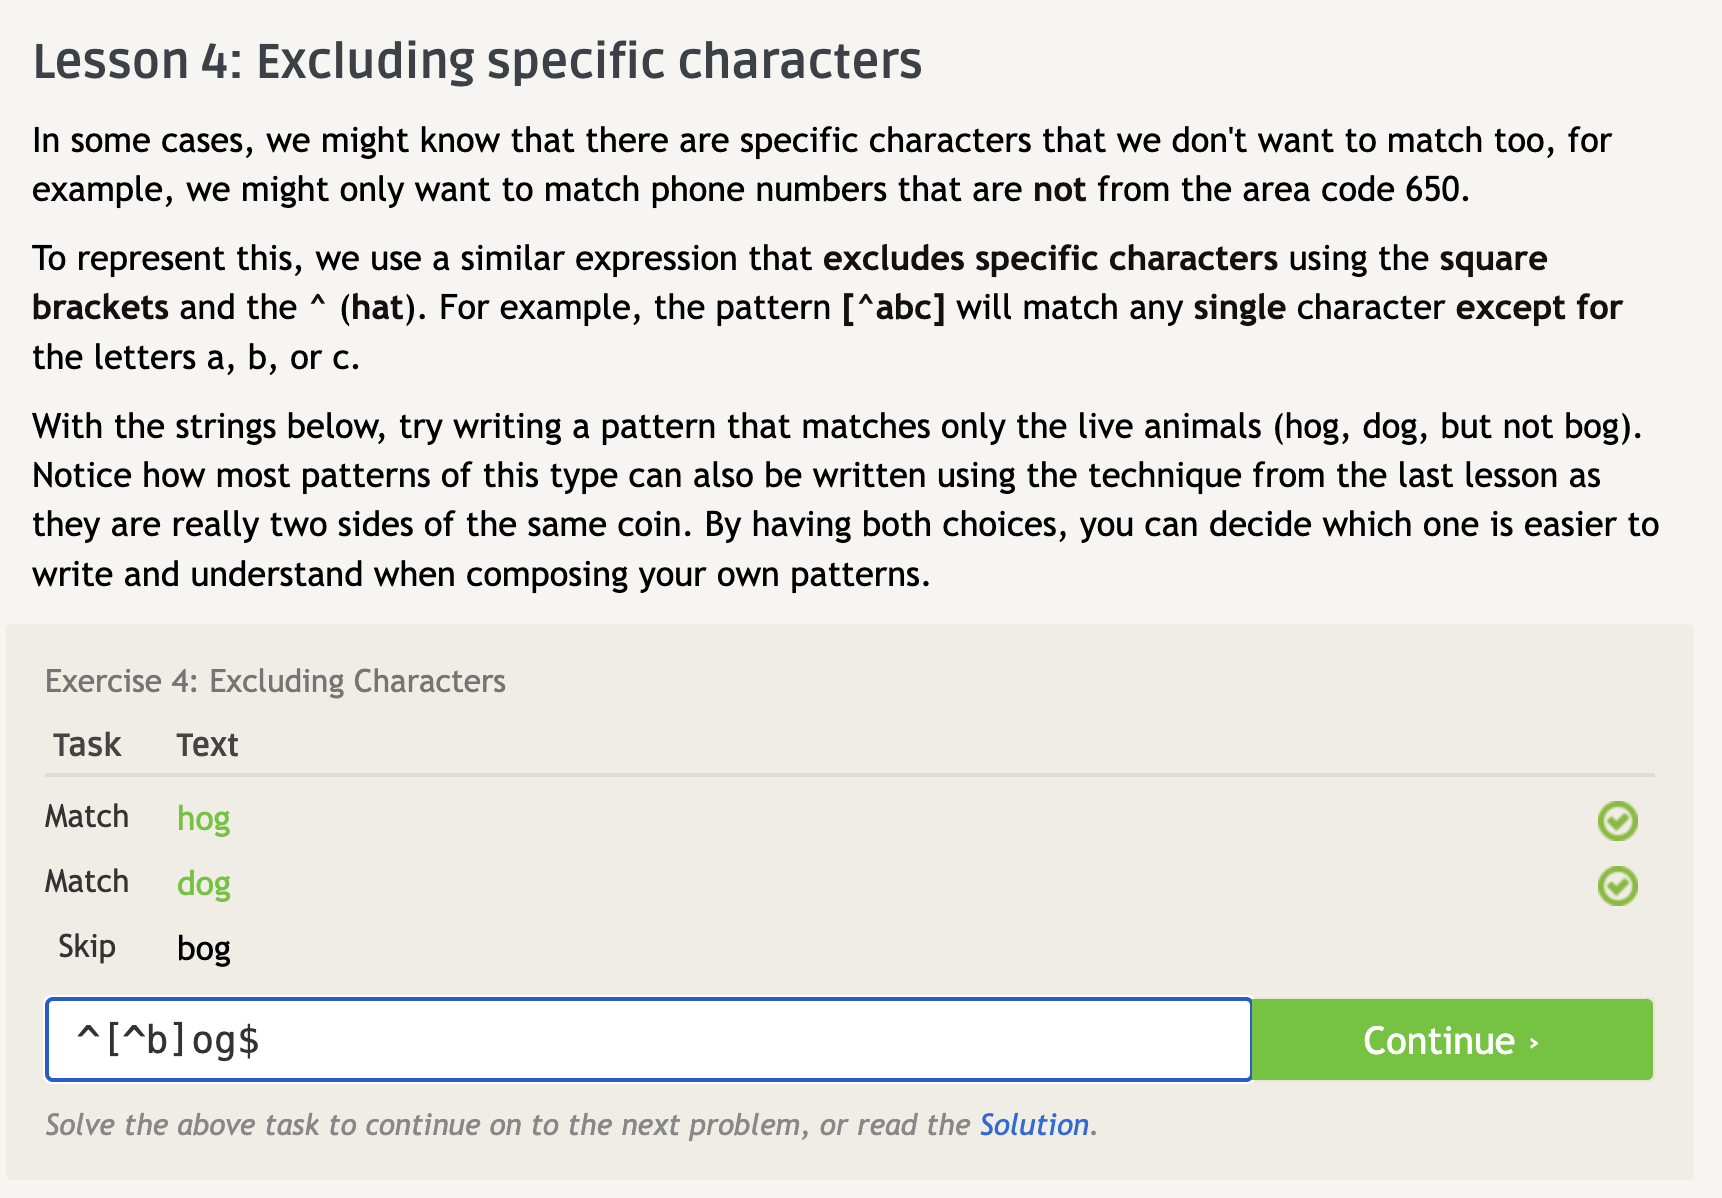 Lesson 4: Excluding specific characters
In some cases, we might know that there are specific characters that we don't want to match too, for
example, we might only want to match phone numbers that are not from the area code 650.
To represent this, we use a similar expression that excludes specific characters using the square
brackets and the ^ (hat). For example, the pattern [^abc] will match any single character except for
the letters a, b, or c.
With the strings below, try writing a pattern that matches only the live animals (hog, dog, but not bog).
Notice how most patterns of this type can also be written using the technique from the last lesson as
they are really two sides of the same coin. By having both choices, you can decide which one is easier to
write and understand when composing your own patterns.
Exercise 4: Excluding Characters
Task Text
Match hog
Match dog
Skip bog
^[^b]og$
Continue ›
Solve the above task to continue on to the next problem, or read the Solution.